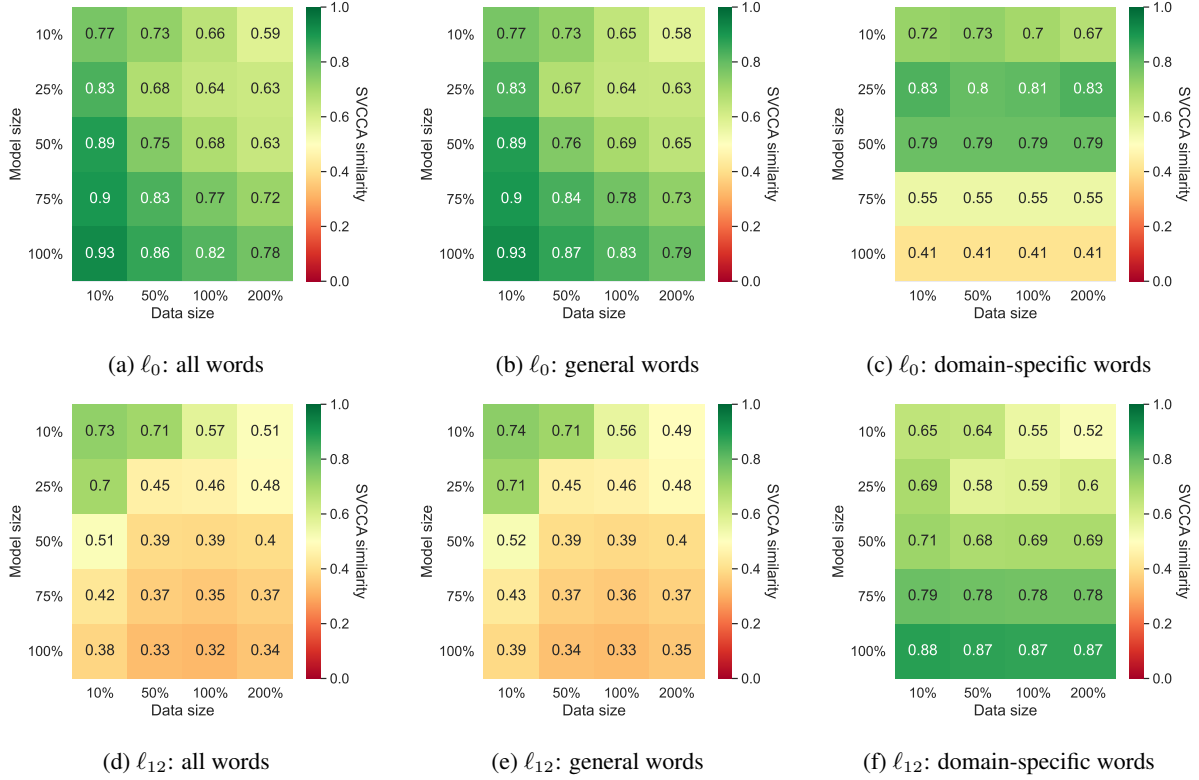 10% 0.77 0.73 0.66 0.59
25% 0.83 0.68 0.64 0.63
50% 0.89 0.75 0.68 0.63
75% 0.9 0.83 0.77 0.72
100% 0.93 0.86 0.82 0.78
10% 50% 100% 200%
Data size
Model size
1.0
0.8
0.6
0.4
0.2
0.0
SVCCA similarity
(a) ℓ0: all words
10% 0.77 0.73 0.65 0.58
25% 0.83 0.67 0.64 0.63
50% 0.89 0.76 0.69 0.65
75% 0.9 0.84 0.78 0.73
100% 0.93 0.87 0.83 0.79
10% 50% 100% 200%
Data size
Model size
1.0
0.8
0.6
0.4
0.2
0.0
SVCCA similarity
(b) ℓ0: general words
10% 0.72 0.73 0.7 0.67
25% 0.83 0.8 0.81 0.83
50% 0.79 0.79 0.79 0.79
75% 0.55 0.55 0.55 0.55
100% 0.41 0.41 0.41 0.41
10% 50% 100% 200%
Data size
Model size
1.0
0.8
0.6
0.4
0.2
0.0
SVCCA similarity
(c) ℓ0: domain-specific words
10% 0.73 0.71 0.57 0.51
25% 0.7 0.45 0.46 0.48
50% 0.51 0.39 0.39 0.4
75% 0.42 0.37 0.35 0.37
100% 0.38 0.33 0.32 0.34
10% 50% 100% 200%
Data size
Model size
1.0
0.8
0.6
0.4
0.2
0.0
SVCCA similarity
(d) ℓ12: all words
10% 0.74 0.71 0.56 0.49
25% 0.71 0.45 0.46 0.48
50% 0.52 0.39 0.39 0.4
75% 0.43 0.37 0.36 0.37
100% 0.39 0.34 0.33 0.35
10% 50% 100% 200%
Data size
Model size
1.0
0.8
0.6
0.4
0.2
0.0
SVCCA similarity
(e) ℓ12: general words
10% 0.65 0.64 0.55 0.52
25% 0.69 0.58 0.59 0.6
50% 0.71 0.68 0.69 0.69
75% 0.79 0.78 0.78 0.78
100% 0.88 0.87 0.87 0.87
10% 50% 100% 200%
Data size
Model size
1.0
0.8
0.6
0.4
0.2
0.0
SVCCA similarity
(f) ℓ12: domain-specific words